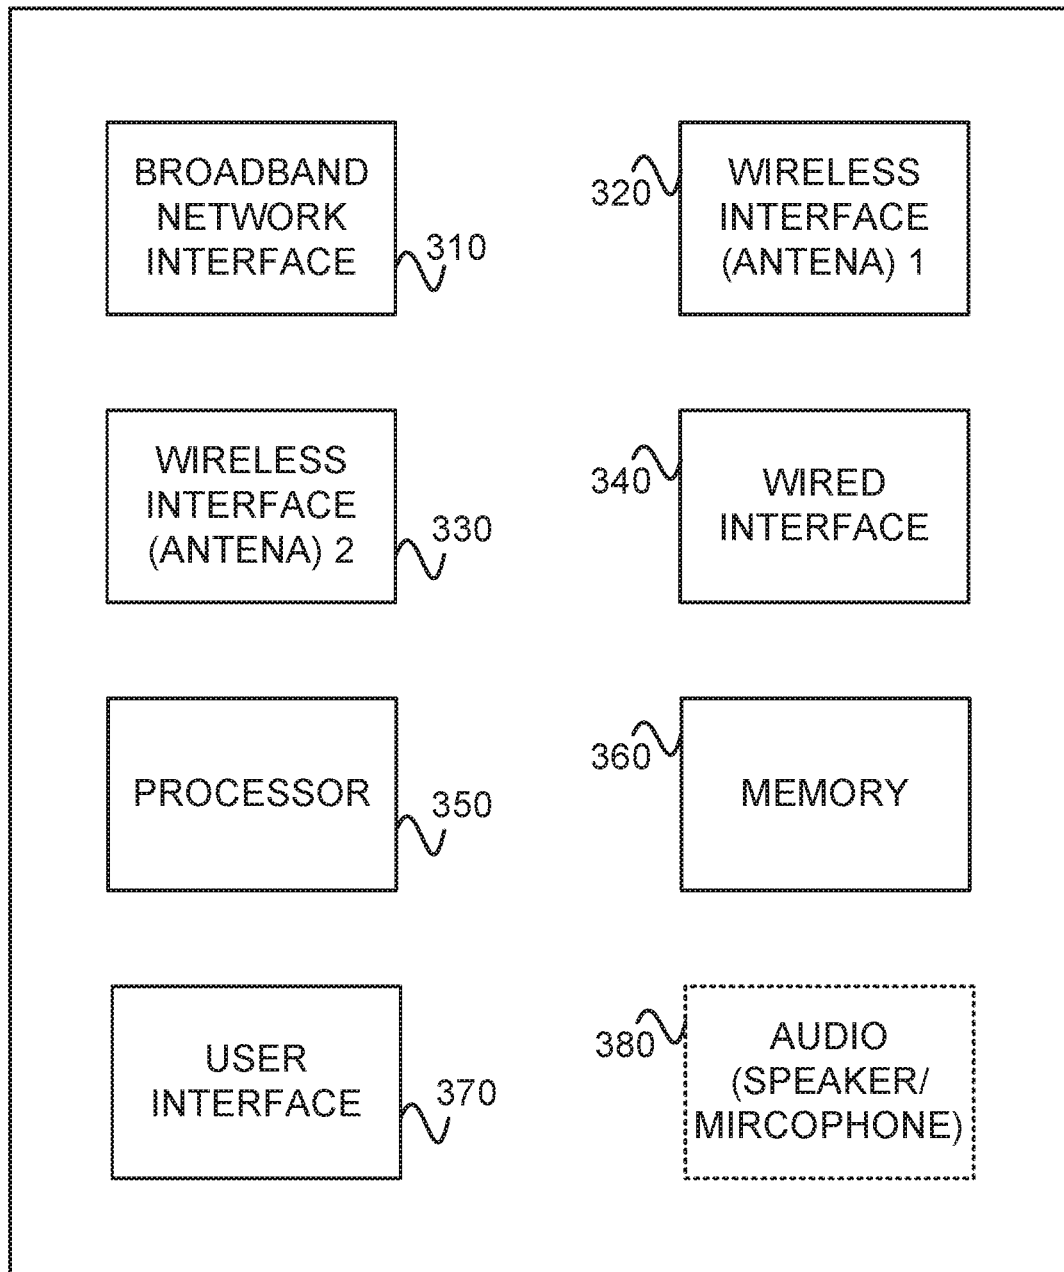 BROADBAND
NETWORK
INTERFACE
310
320
WIRELESS
INTERFACE
(ANTENA) 1
WIRELESS
INTERFACE
(ANTENA) 2
330
340
WIRED
INTERFACE
PROCESSOR
350
360
MEMORY
USER
INTERFACE
370
380
AUDIO
(SPEAKER/
MIRCOPHONE)